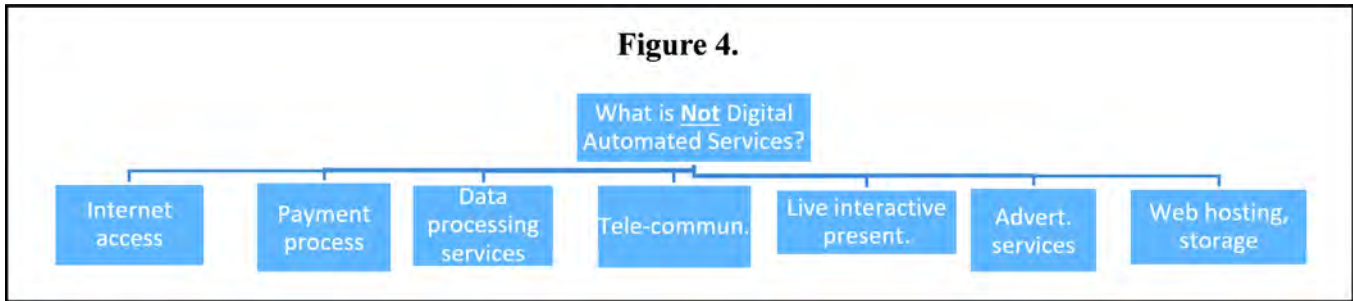 Figure 4.
What is Not Digital
Automated Services?
Internet
access
Payment
process
Data
processing
services
Tele-commun.
Live interactive
present.
Advert.
services
Web hosting,
storage